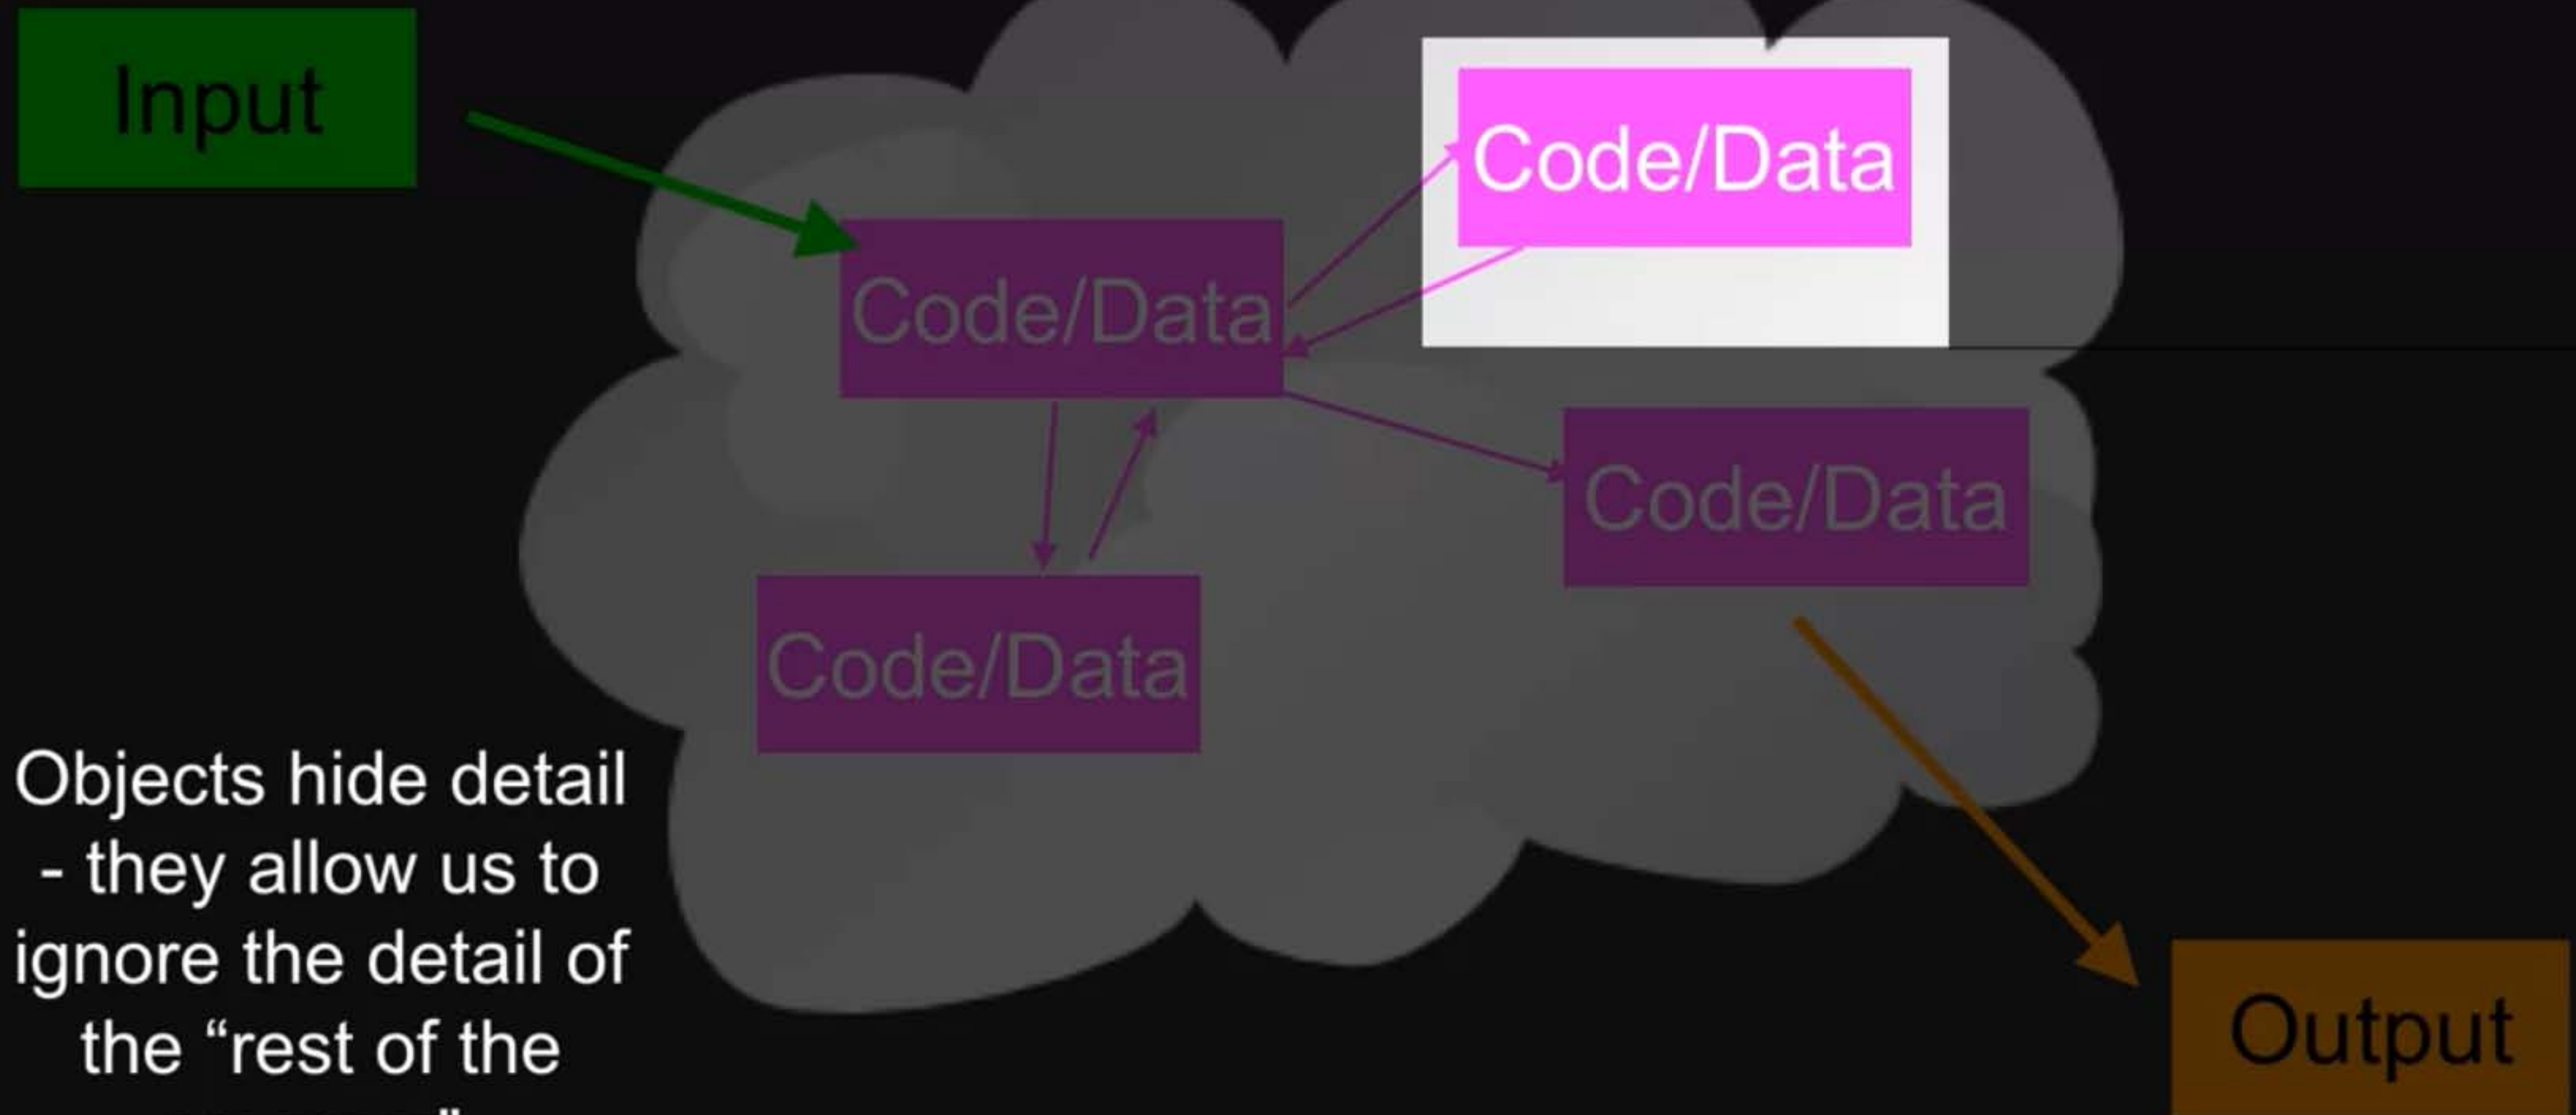 Input
Code/Data
Code/Data
Code/Data
Code/Data
Objects hide detail
- they allow us to
ignore the detail of
the “rest of the
Output